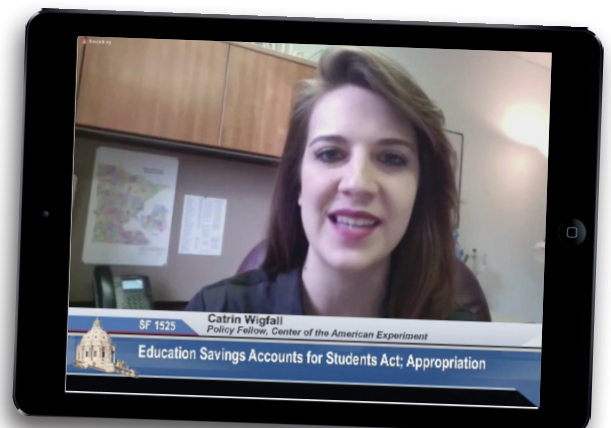 SF 1525
Catrin Wigfall
Policy Fellow, Center of the American Experiment
Education Savings Accounts for Students Act; Appropriation